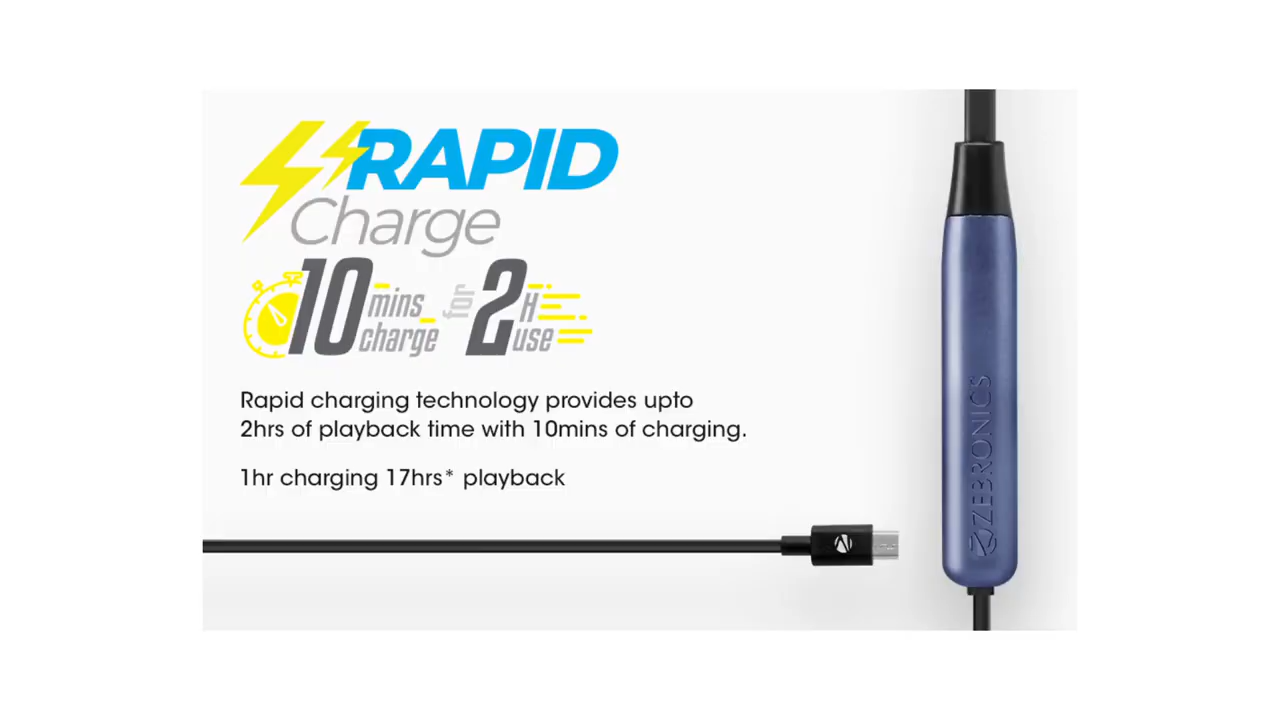 RAPID
Charge
10 mins charge for 2 H use
Rapid charging technology provides upto
2hrs of playback time with 10mins of charging.
1hr charging 17hrs* playback
ZEBRONICS